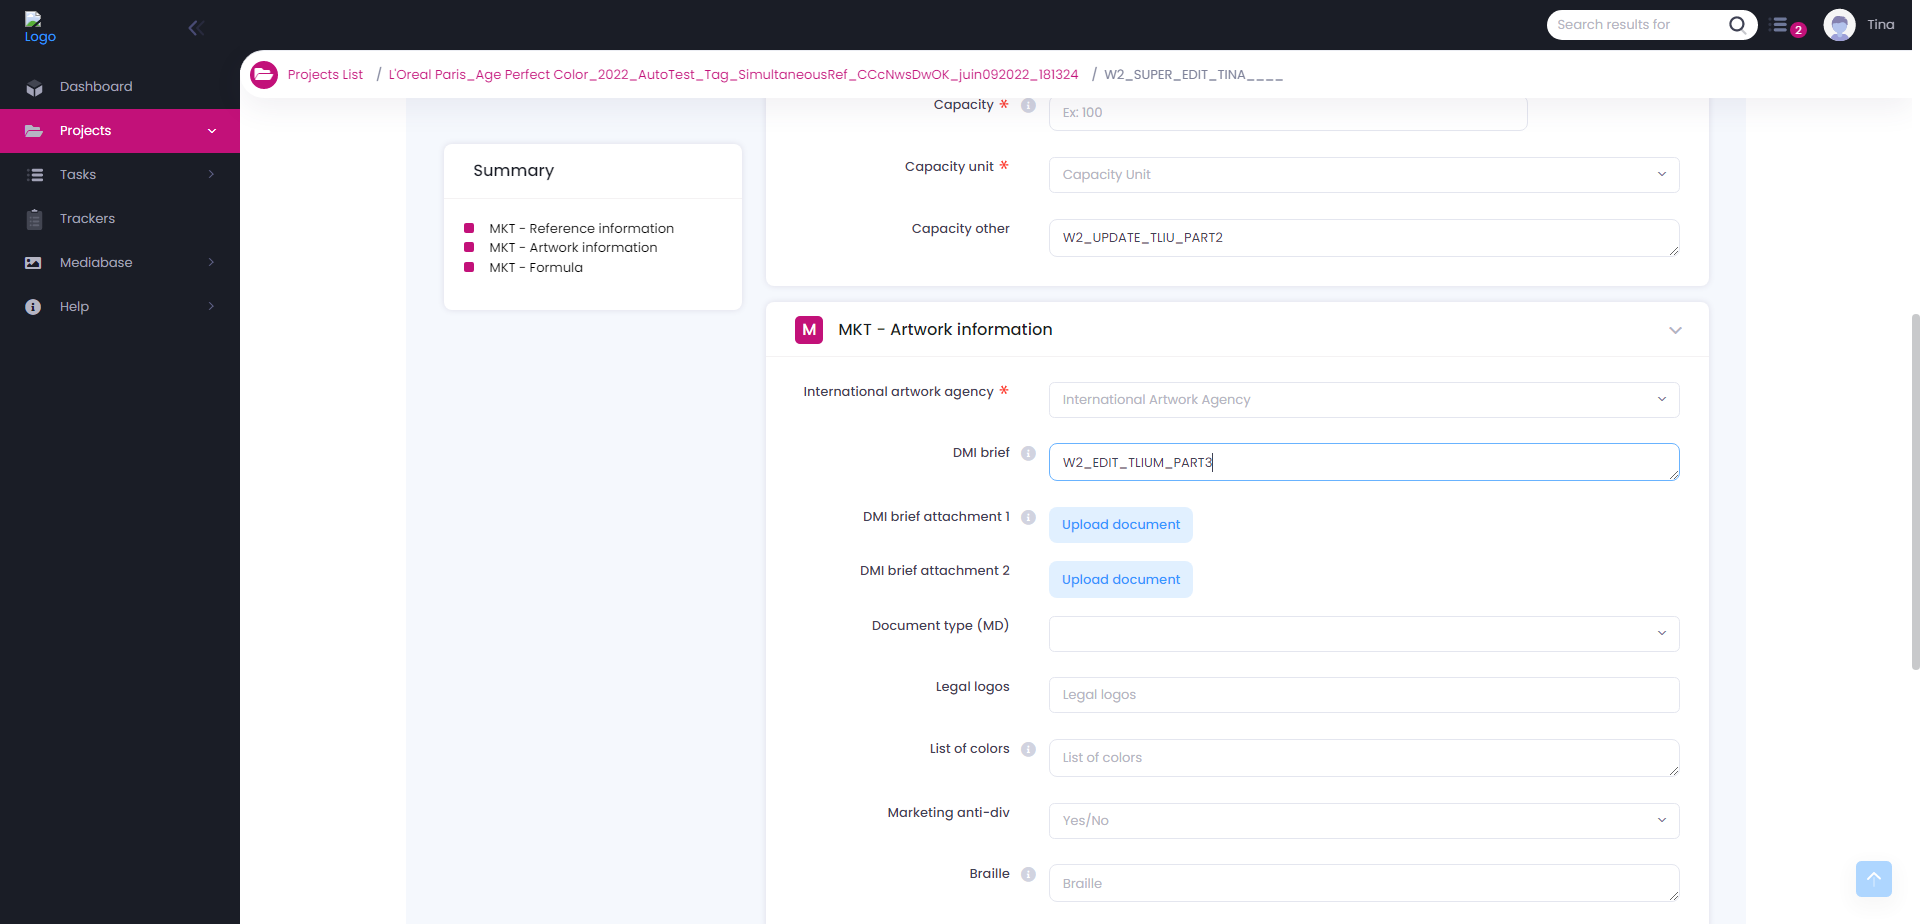 Logo
Search results for
2
Tina
Dashboard
Projects
Tasks
Trackers
Mediabase
Help
Projects List / L'Oreal Paris_Age Perfect Color_2022_AutoTest_Tag_SimultaneousRef_CCcNwsDwOK_juin092022_181324 / W2_SUPER_EDIT_TINA____
Summary
MKT - Reference information
MKT - Artwork information
MKT - Formula
Capacity * i Ex: 100
Capacity unit * Capacity Unit
Capacity other W2_UPDATE_TLIU_PART2
M MKT - Artwork information
International artwork agency * International Artwork Agency
DMI brief i W2_EDIT_TLIUM_PART3
DMI brief attachment 1 i Upload document
DMI brief attachment 2 Upload document
Document type (MD)
Legal logos Legal logos
List of colors i List of colors
Marketing anti-div Yes/No
Braille i Braille